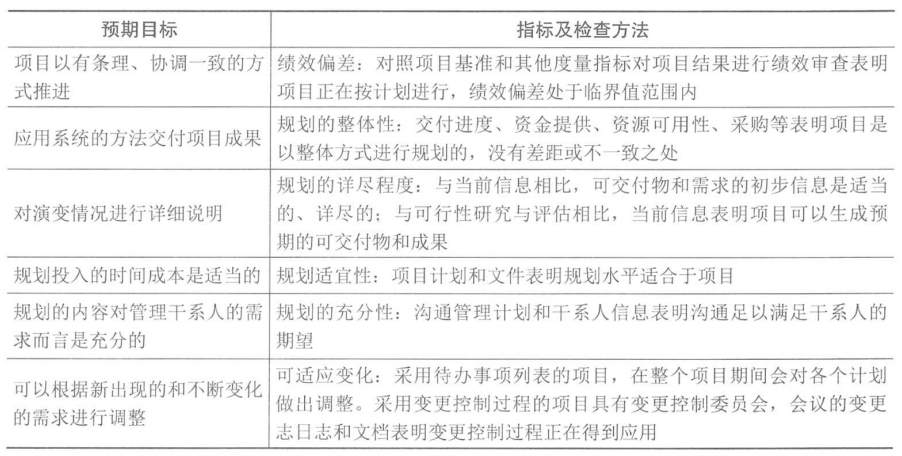 预期目标
指标及检查方法
项目以有条理、协调一致的方
式推进
绩效偏差：对照项目基准和其他度量指标对项目结果进行绩效审查表明
项目正在按计划进行，绩效偏差处于临界值范围内
应用系统的方法交付项目成果
规划的整体性：交付进度、资金提供、资源可用性、采购等表明项目是
以整体方式进行规划的，没有差距或不一致之处
对演变情况进行详细说明
规划的详尽程度：与当前信息相比，可交付物和需求的初步信息是适当
的、详尽的；与可行性研究与评估相比，当前信息表明项目可以生成预
期的可交付物和成果
规划投入的时间成本是适当的
规划适宜性：项目计划和文件表明规划水平适合于项目
规划的内容对管理干系人的需
求而言是充分的
规划的充分性：沟通管理计划和干系人信息表明沟通足以满足干系人的
期望
可以根据新出现的和不断变化
的需求进行调整
可适应变化：采用待办事项列表的项目，在整个项目期间会对各个计划
做出调整。采用变更控制过程的项目具有变更控制委员会，会议的变更
志日志和文档表明变更控制过程正在得到应用